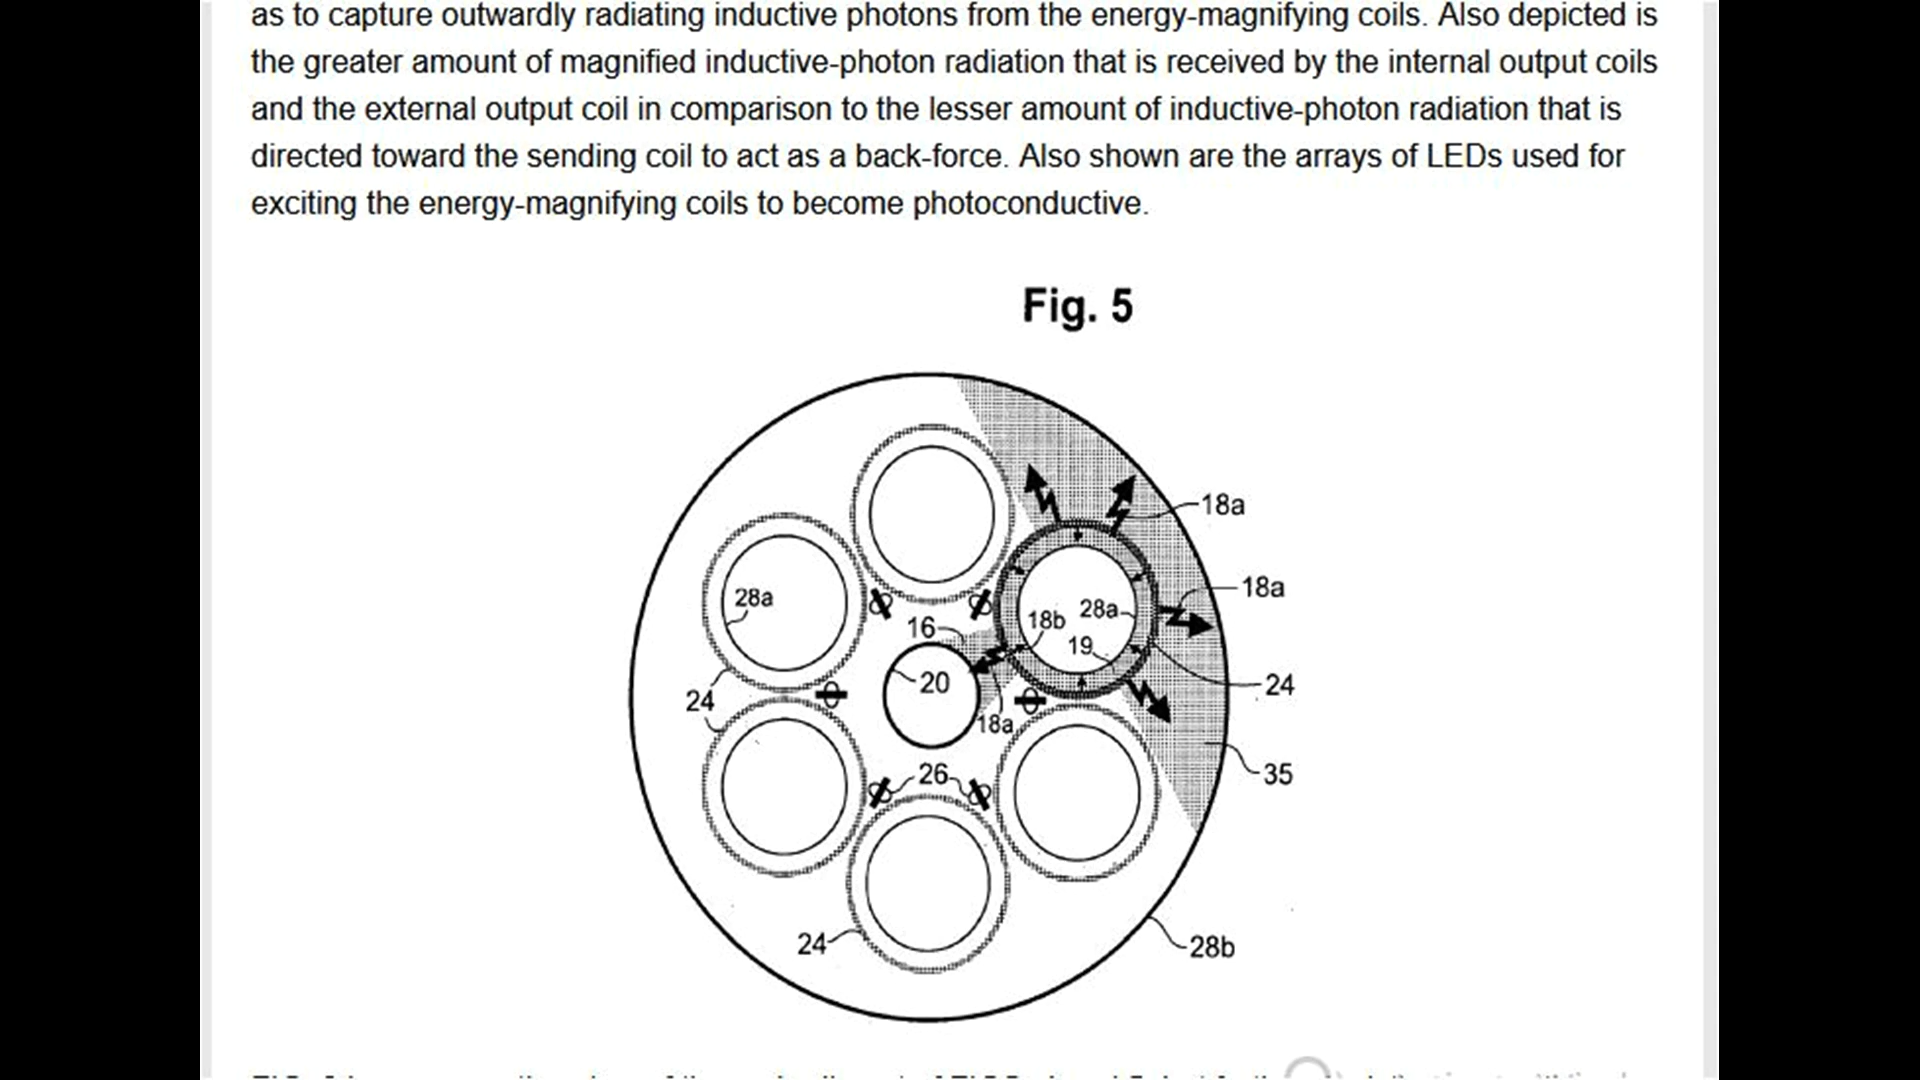 as to capture outwardly radiating inductive photons from the energy-magnifying coils. Also depicted is
the greater amount of magnified inductive-photon radiation that is received by the internal output coils
and the external output coil in comparison to the lesser amount of inductive-photon radiation that is
directed toward the sending coil to act as a back-force. Also shown are the arrays of LEDs used for
exciting the energy-magnifying coils to become photoconductive.
Fig. 5
18a
18a
28a
16
18b
28a
19
20
24
24
18a
26
35
24
28b